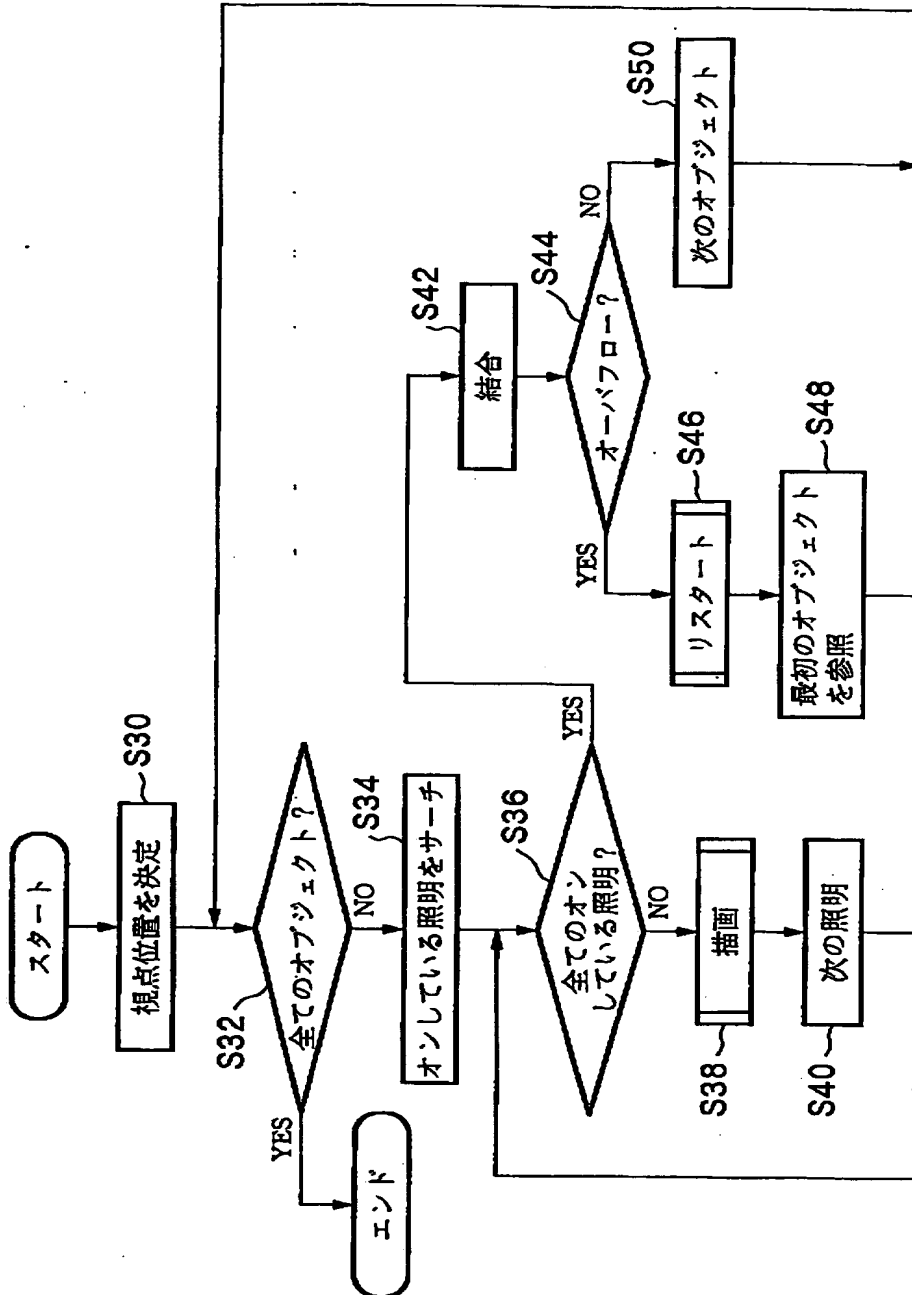 スタート
視点位置を決定
S30
全てのオブジェクト?
S32
YES
NO
エンド
オンしている照明をサーチ
S34
全てのオン
している照明?
S36
YES
NO
描画
S38
次の照明
S40
結合
S42
オーバフロー?
S44
YES
NO
リスタート
S46
最初のオブジェクト
を参照
S48
次のオブジェクト
S50